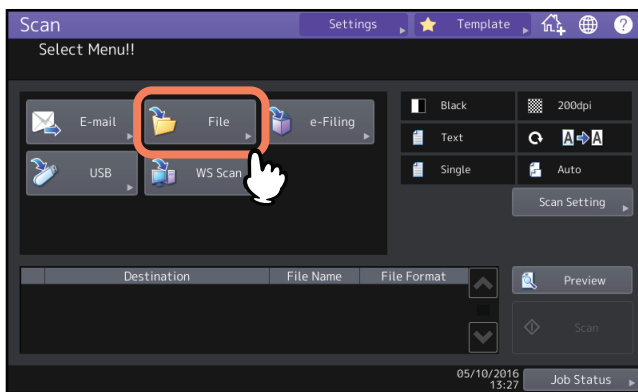 Scan Settings Template ?
Select Menu!!
E-mail File e-Filing
USB WS Scan
Black 200dpi
Text A A
Single Auto
Scan Setting
Destination File Name File Format
Preview
Scan
05/10/2016
13:27
Job Status